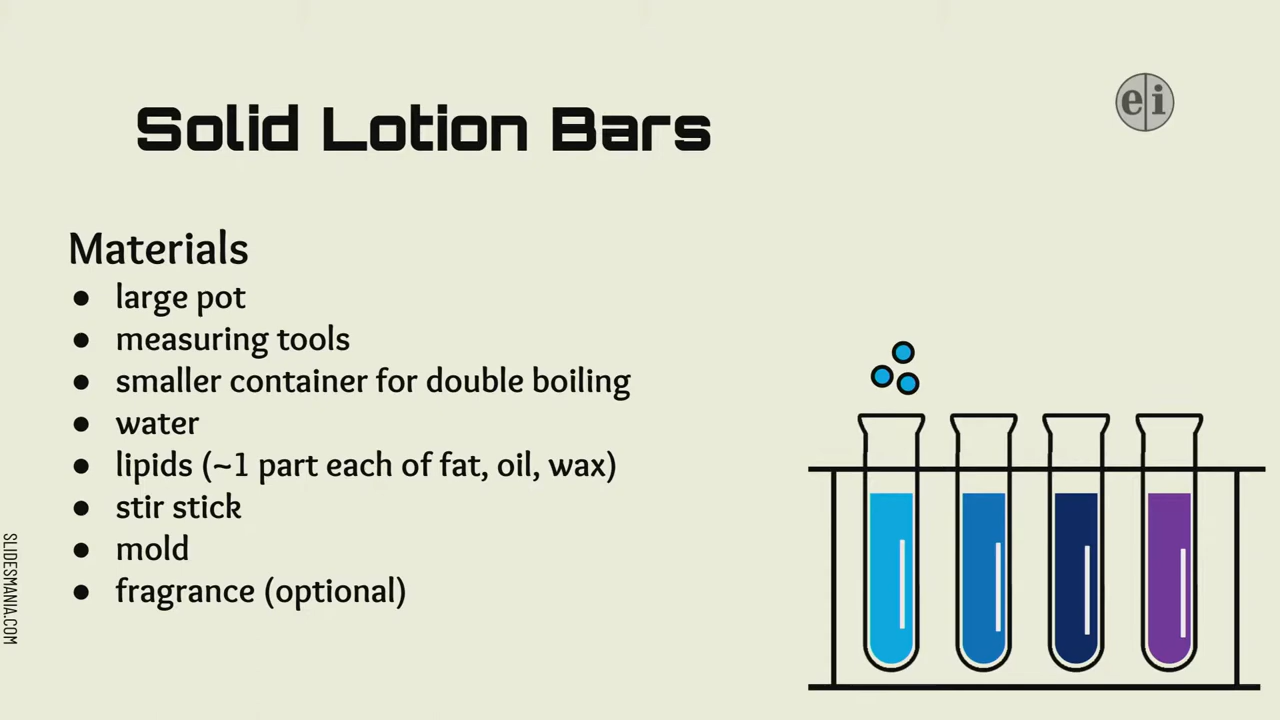 Solid Lotion Bars
e|i
Materials
● large pot
● measuring tools
● smaller container for double boiling
● water
● lipids (~1 part each of fat, oil, wax)
● stir stick
● mold
● fragrance (optional)
SLIDESMANIA.COM